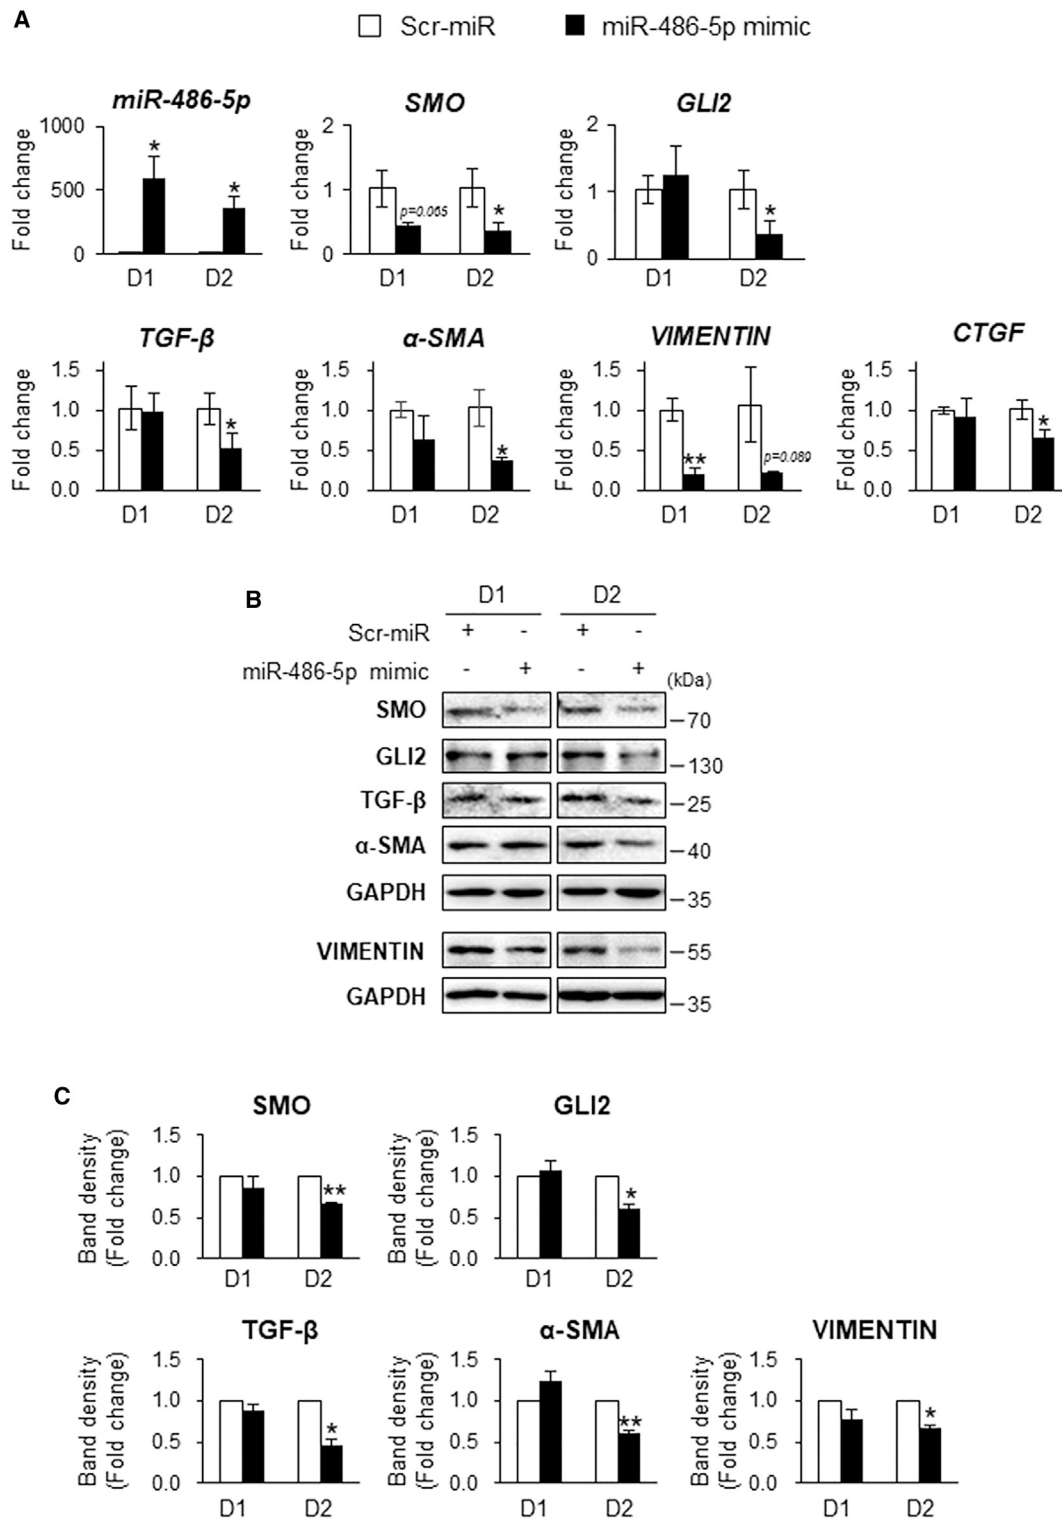 A
Scr-miR miR-486-5p mimic
miR-486-5p SMO GLI2
Fold change 1000 500 0 * * D1 D2
Fold change 2 1 0 p=0.065 * D1 D2
Fold change 2 1 0 * D1 D2
TGF-β α-SMA VIMENTIN CTGF
Fold change 1.5 1.0 0.5 0.0 * D1 D2
Fold change 1.5 1.0 0.5 0.0 * D1 D2
Fold change 1.5 1.0 0.5 0.0 ** p=0.089 D1 D2
Fold change 1.5 1.0 0.5 0.0 * D1 D2
B
D1 D2
Scr-miR + - + -
miR-486-5p mimic - + - +
(kDa)
SMO –70
GLI2 –130
TGF-β –25
α-SMA –40
GAPDH –35
VIMENTIN –55
GAPDH –35
C
SMO GLI2
Band density (Fold change) 1.5 1.0 0.5 0.0 ** D1 D2
Band density (Fold change) 1.5 1.0 0.5 0.0 * D1 D2
TGF-β α-SMA VIMENTIN
Band density (Fold change) 1.5 1.0 0.5 0.0 * D1 D2
Band density (Fold change) 1.5 1.0 0.5 0.0 ** D1 D2
Band density (Fold change) 1.5 1.0 0.5 0.0 * D1 D2